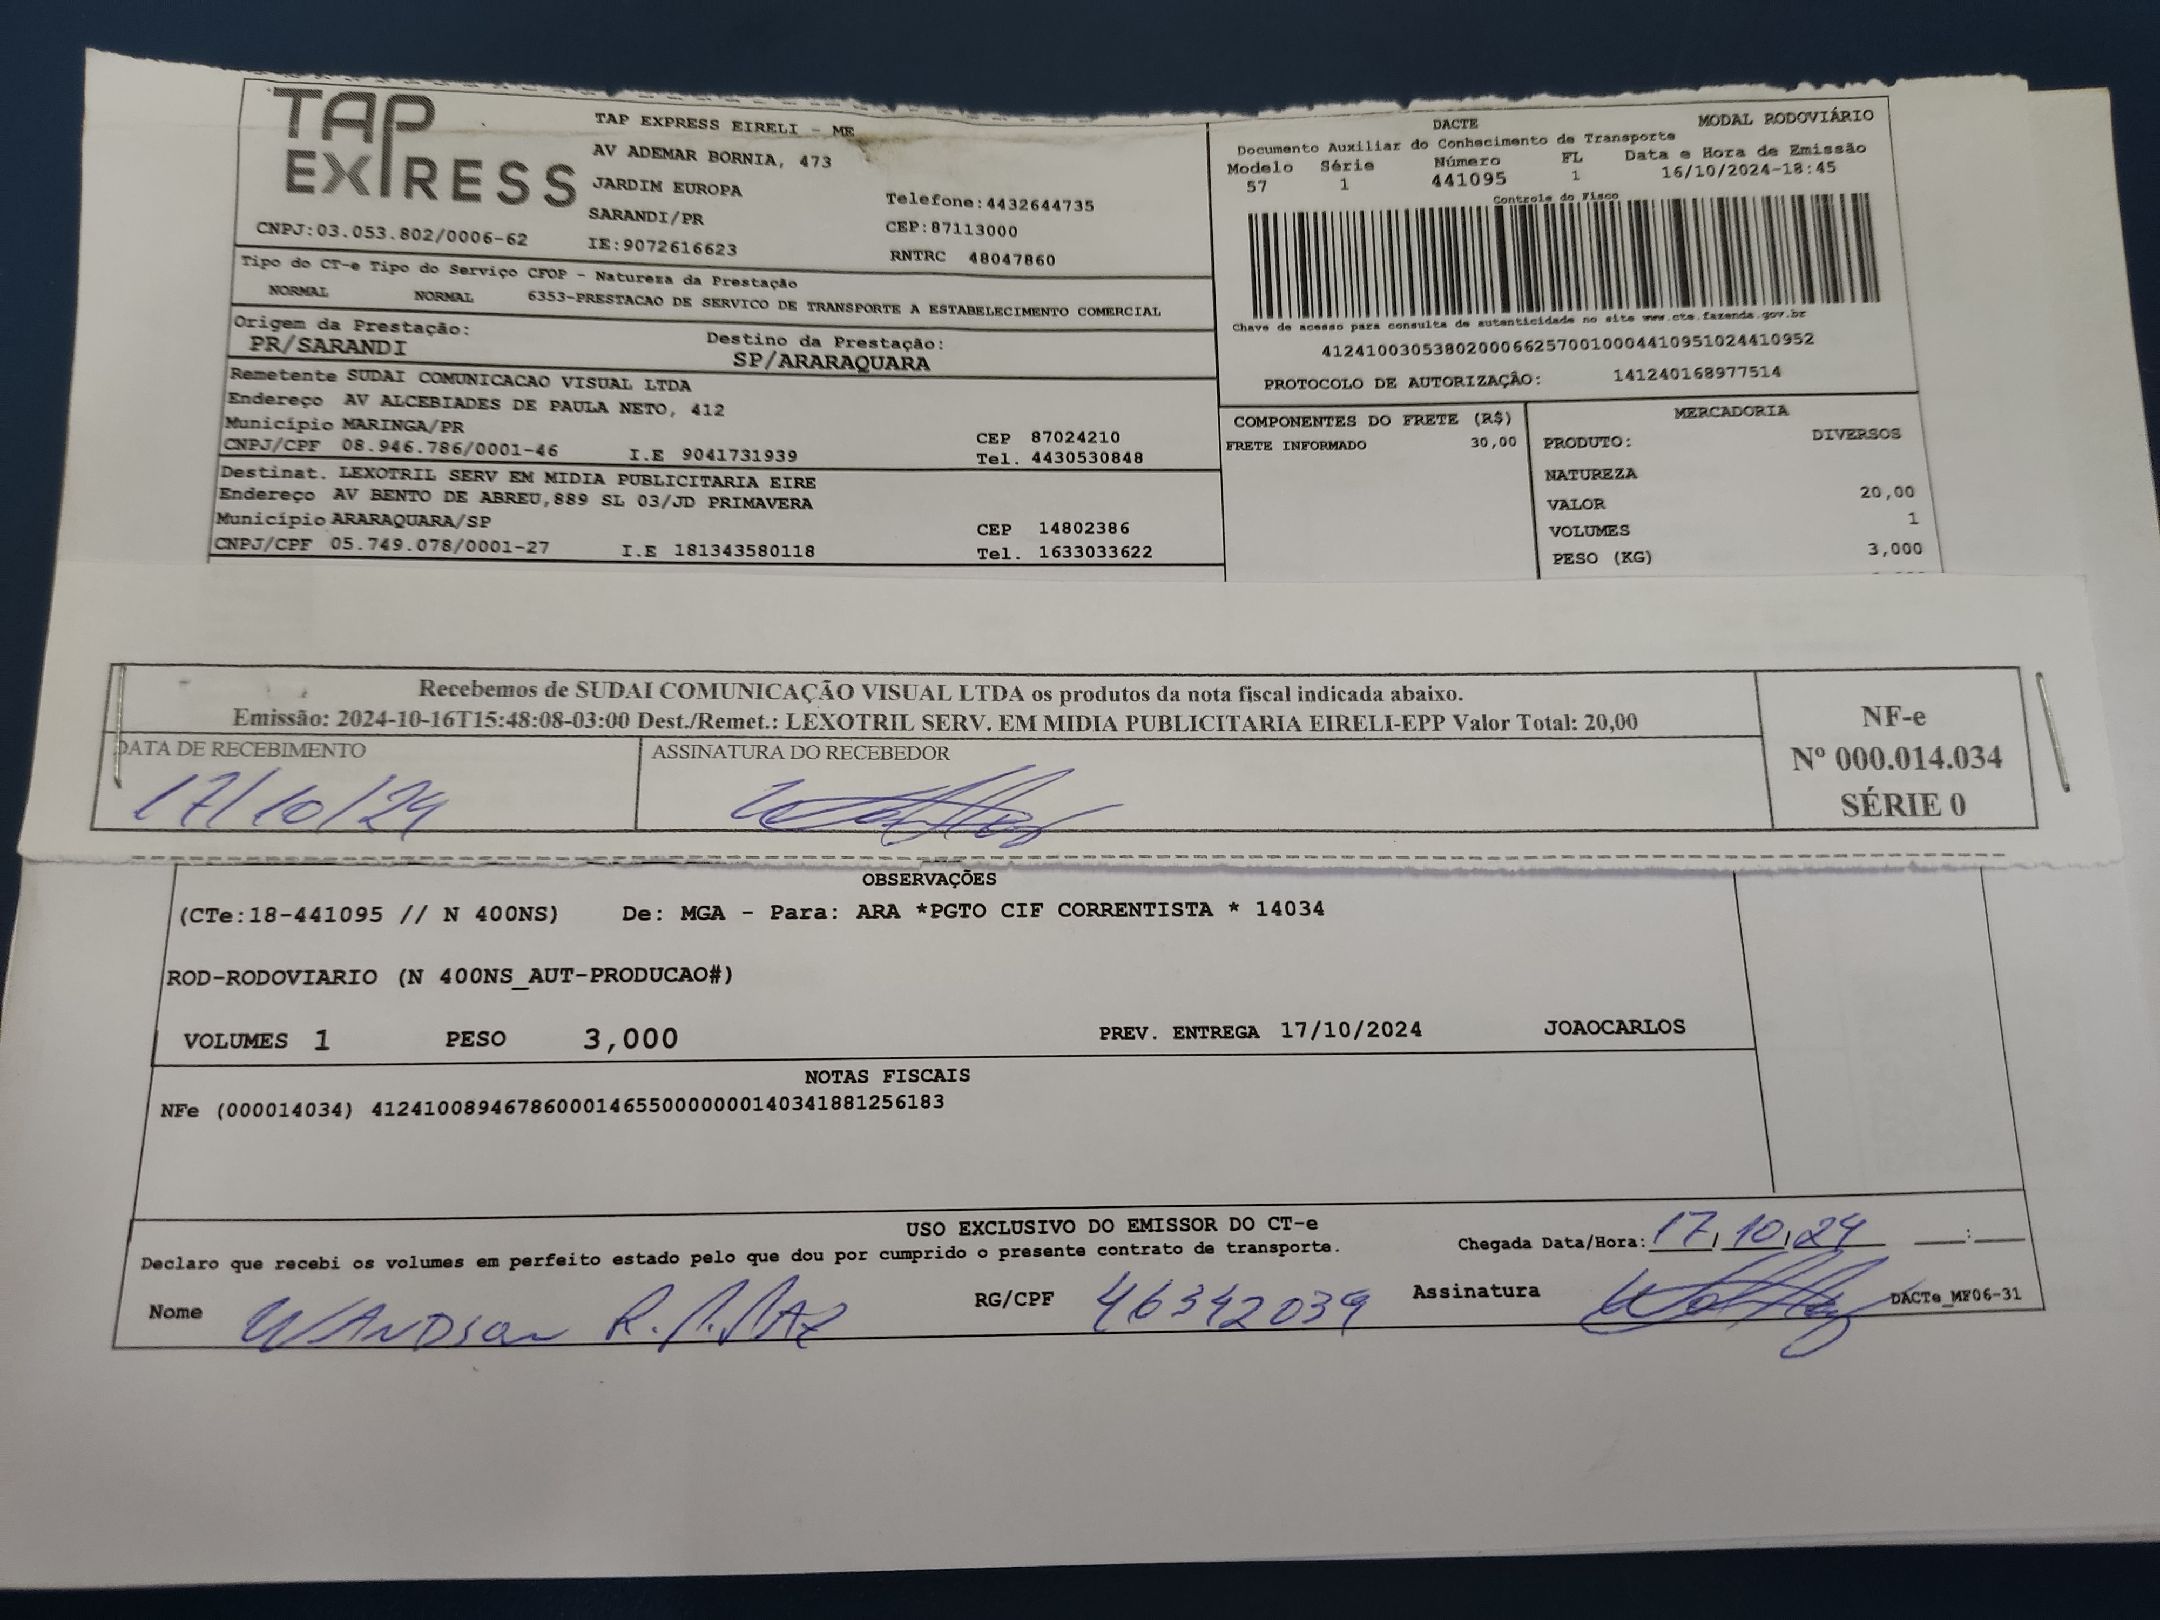 TAP
EXPRESS
CNPJ:03.053.802/0006-62
TAP EXPRESS EIRELI - ME
AV ADEMAR BORNIA, 473
JARDIM EUROPA
SARANDI/PR
IE:9072616623
Telefone:4432644735
CEP:87113000
RNTRC 48047860
DACTE MODAL RODOVIÁRIO
Documento Auxiliar do Conhecimento de Transporte
Modelo Série Número FL Data e Hora de Emissão
57 1 441095 1 16/10/2024-18:45
Controle do Fisco
Chave de acesso para consulta de autenticidade no site www.cte.fazenda.gov.br
41241003053802000662570010004410951024410952
PROTOCOLO DE AUTORIZAÇÃO: 141240168977514
Tipo do CT-e Tipo do Serviço CFOP - Natureza da Prestação
NORMAL NORMAL 6353-PRESTACAO DE SERVICO DE TRANSPORTE A ESTABELECIMENTO COMERCIAL
Origem da Prestação: Destino da Prestação:
PR/SARANDI SP/ARARAQUARA
Remetente SUDAI COMUNICACAO VISUAL LTDA
Endereço AV ALCEBIADES DE PAULA NETO, 412
Município MARINGA/PR CEP 87024210
CNPJ/CPF 08.946.786/0001-46 I.E 9041731939 Tel. 4430530848
Destinat. LEXOTRIL SERV EM MIDIA PUBLICITARIA EIRE
Endereço AV BENTO DE ABREU,889 SL 03/JD PRIMAVERA
Município ARARAQUARA/SP CEP 14802386
CNPJ/CPF 05.749.078/0001-27 I.E 181343580118 Tel. 1633033622
COMPONENTES DO FRETE (R$)
FRETE INFORMADO 30,00
MERCADORIA
PRODUTO: DIVERSOS
NATUREZA
VALOR 20,00
VOLUMES 1
PESO (KG) 3,000
Recebemos de SUDAI COMUNICAÇÃO VISUAL LTDA os produtos da nota fiscal indicada abaixo.
Emissão: 2024-10-16T15:48:08-03:00 Dest./Remet.: LEXOTRIL SERV. EM MIDIA PUBLICITARIA EIRELI-EPP Valor Total: 20,00
DATA DE RECEBIMENTO ASSINATURA DO RECEBEDOR
17/10/24
NF-e
Nº 000.014.034
SÉRIE 0
OBSERVAÇÕES
(CTe:18-441095 // N 400NS) De: MGA - Para: ARA *PGTO CIF CORRENTISTA * 14034
ROD-RODOVIARIO (N 400NS_AUT-PRODUCAO#)
VOLUMES 1 PESO 3,000 PREV. ENTREGA 17/10/2024 JOAOCARLOS
NOTAS FISCAIS
NFe (000014034) 41241008946786000146550000000140341881256183
USO EXCLUSIVO DO EMISSOR DO CT-e
Declaro que recebi os volumes em perfeito estado pelo que dou por cumprido o presente contrato de transporte. Chegada Data/Hora: 17/10/24 __:__
Nome WANDSON R. RG/CPF 46342039 Assinatura DACTe_MF06-31